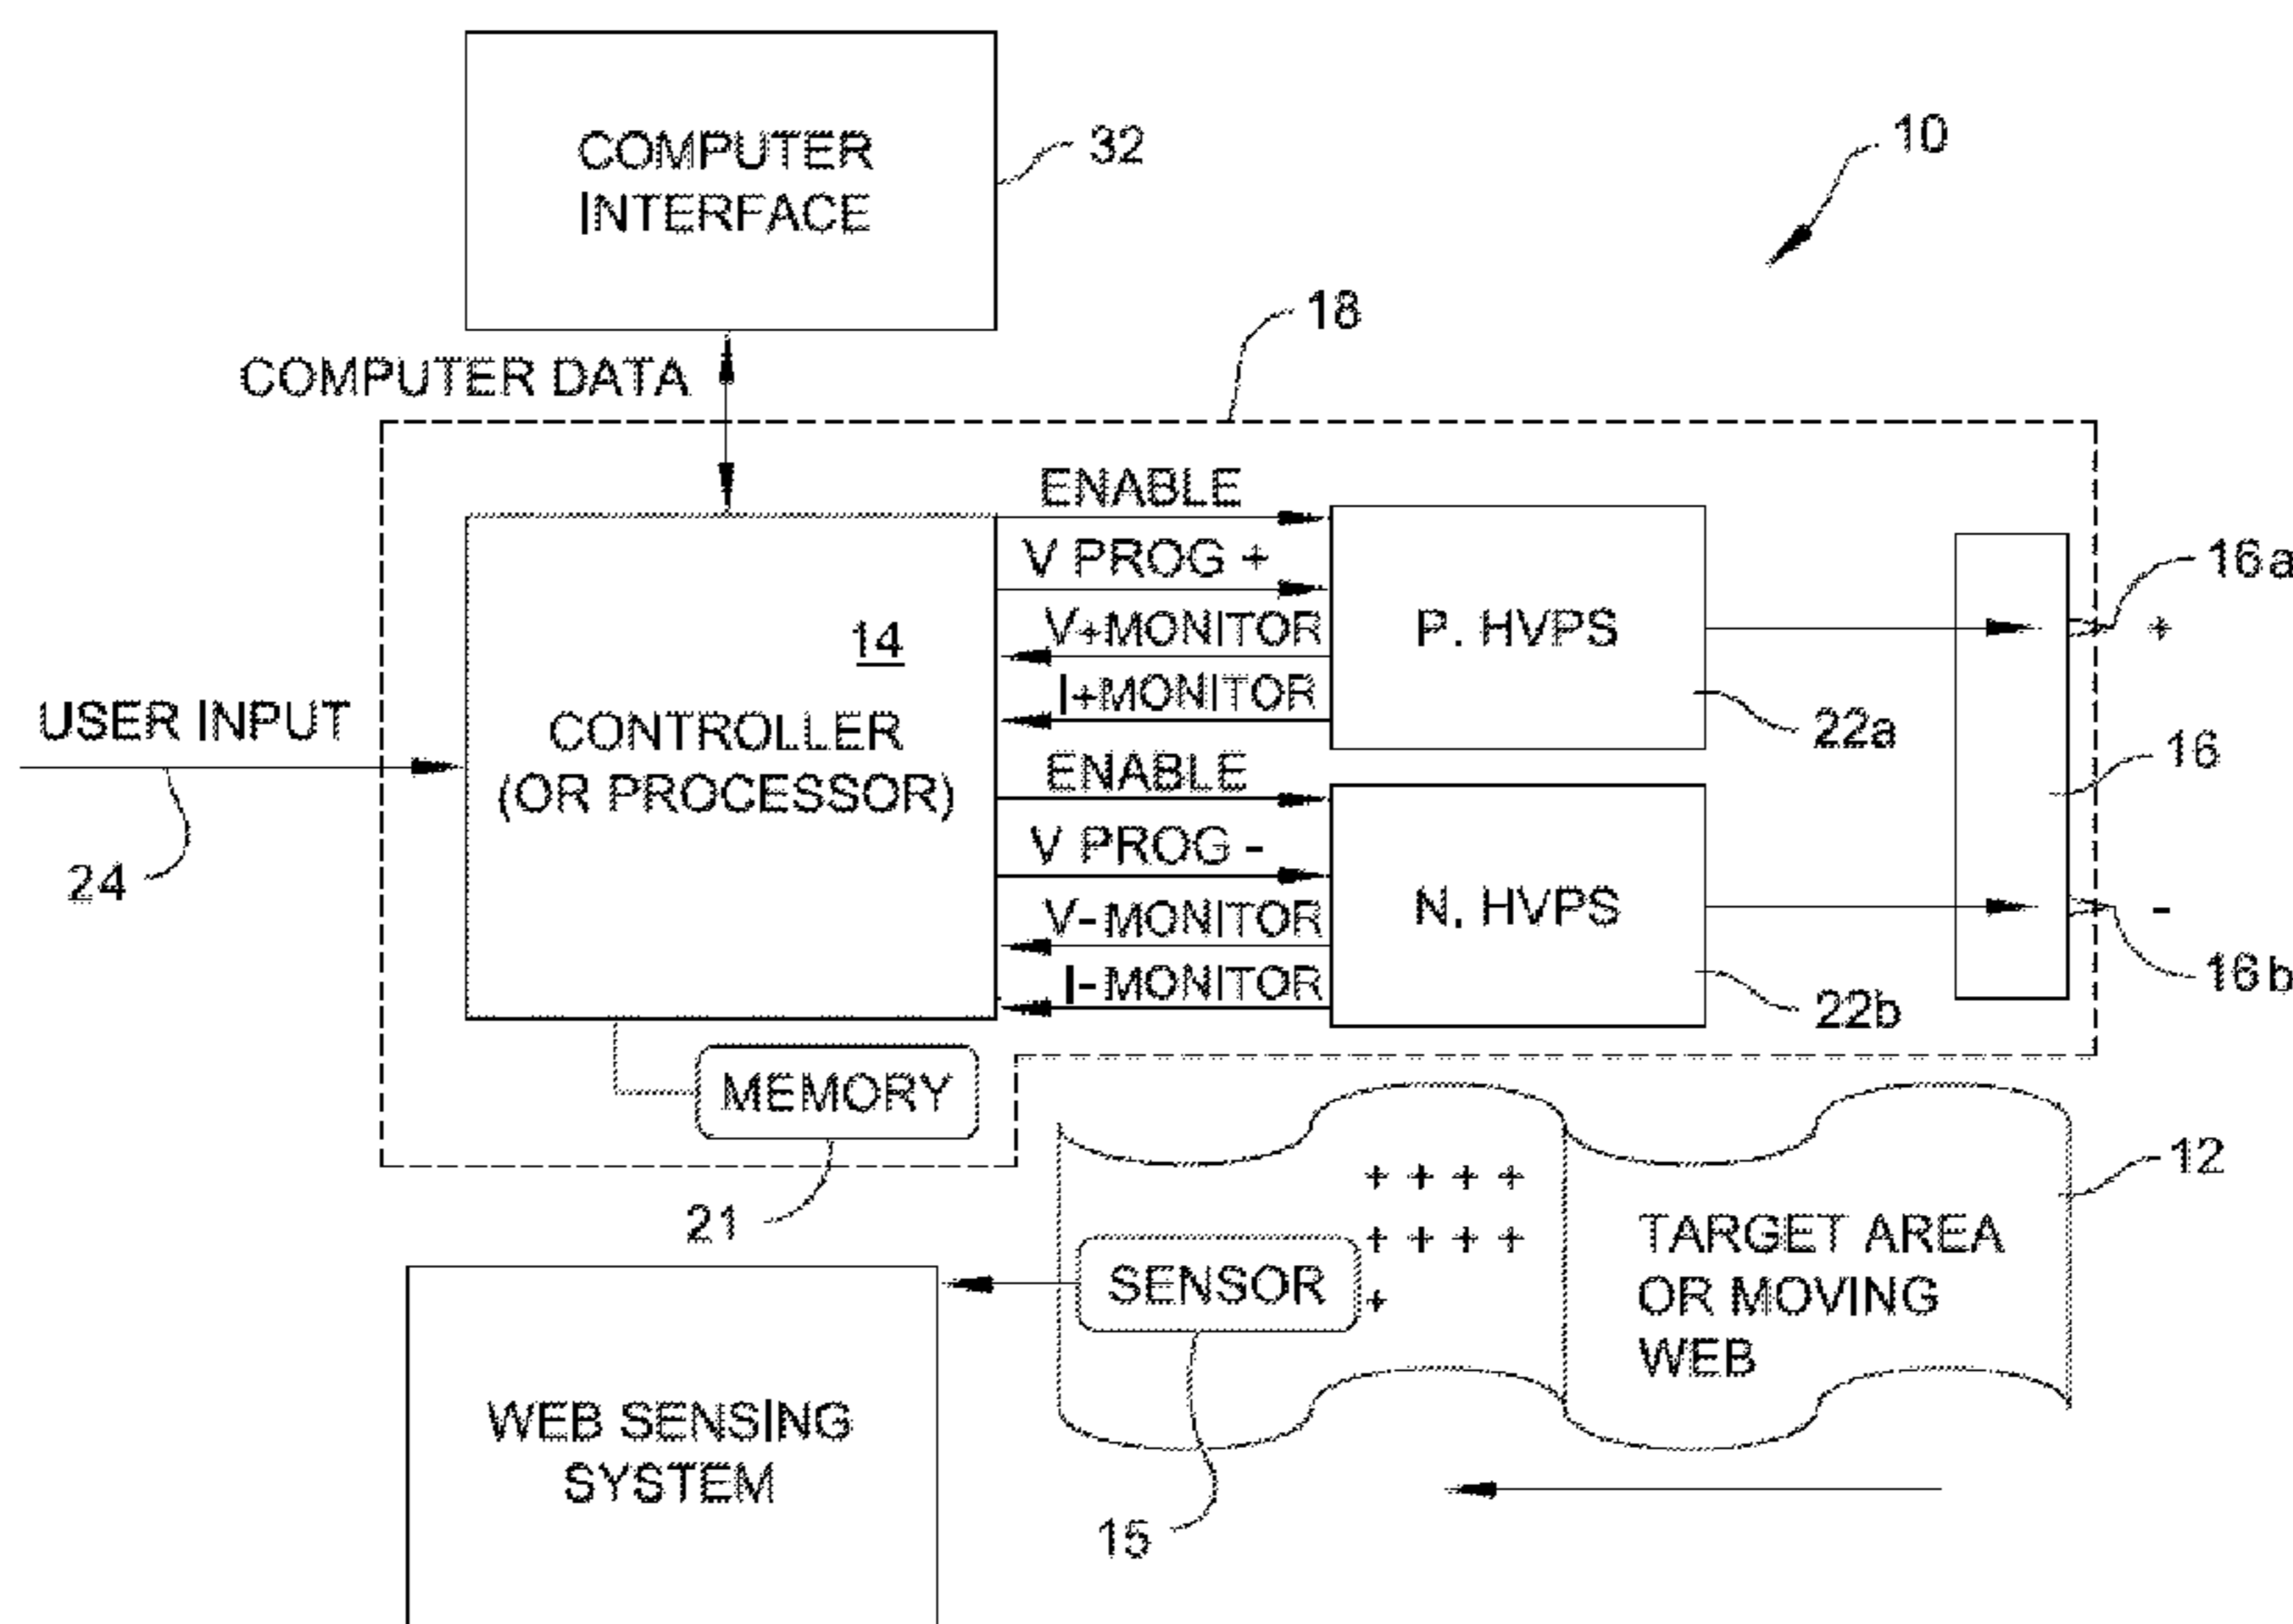 COMPUTER
INTERFACE
32
10
18
COMPUTER DATA
ENABLE
V PROG +
V+MONITOR
I+MONITOR
P. HVPS
22a
16a
+
16
14
CONTROLLER
(OR PROCESSOR)
USER INPUT
24
ENABLE
V PROG -
V- MONITOR
I- MONITOR
N. HVPS
22b
-
16b
MEMORY
21
12
+ + + +
+ + + +
+
SENSOR
15
TARGET AREA
OR MOVING
WEB
WEB SENSING
SYSTEM